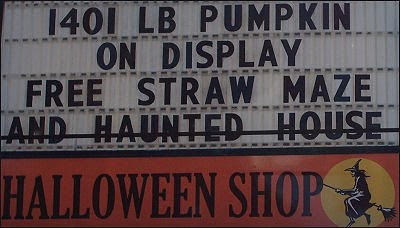 1401 LB PUMPKIN
ON DISPLAY
FREE STRAW MAZE
AND HAUNTED HOUSE
HALLOWEEN SHOP